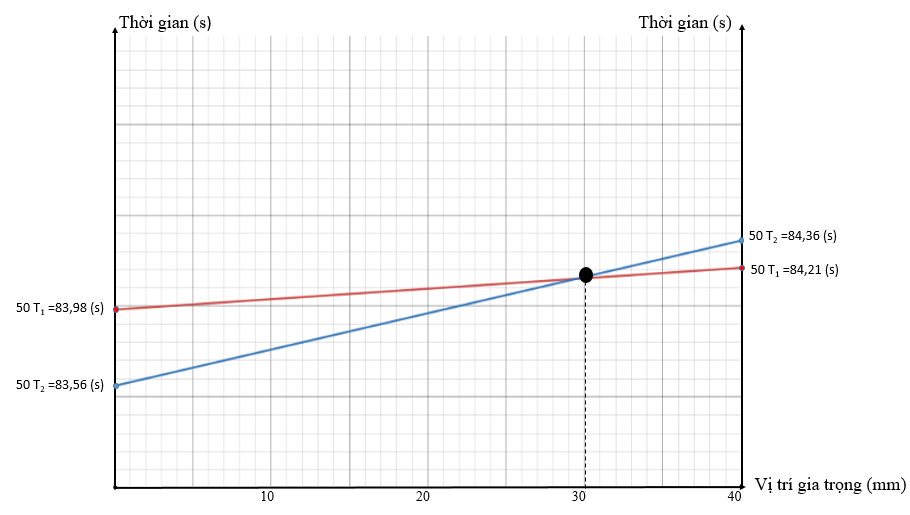 Thời gian (s)
Thời gian (s)
50 T₂ =84,36 (s)
50 T₁ =84,21 (s)
50 T₁ =83,98 (s)
50 T₂ =83,56 (s)
10
20
30
40
Vị trí gia trọng (mm)